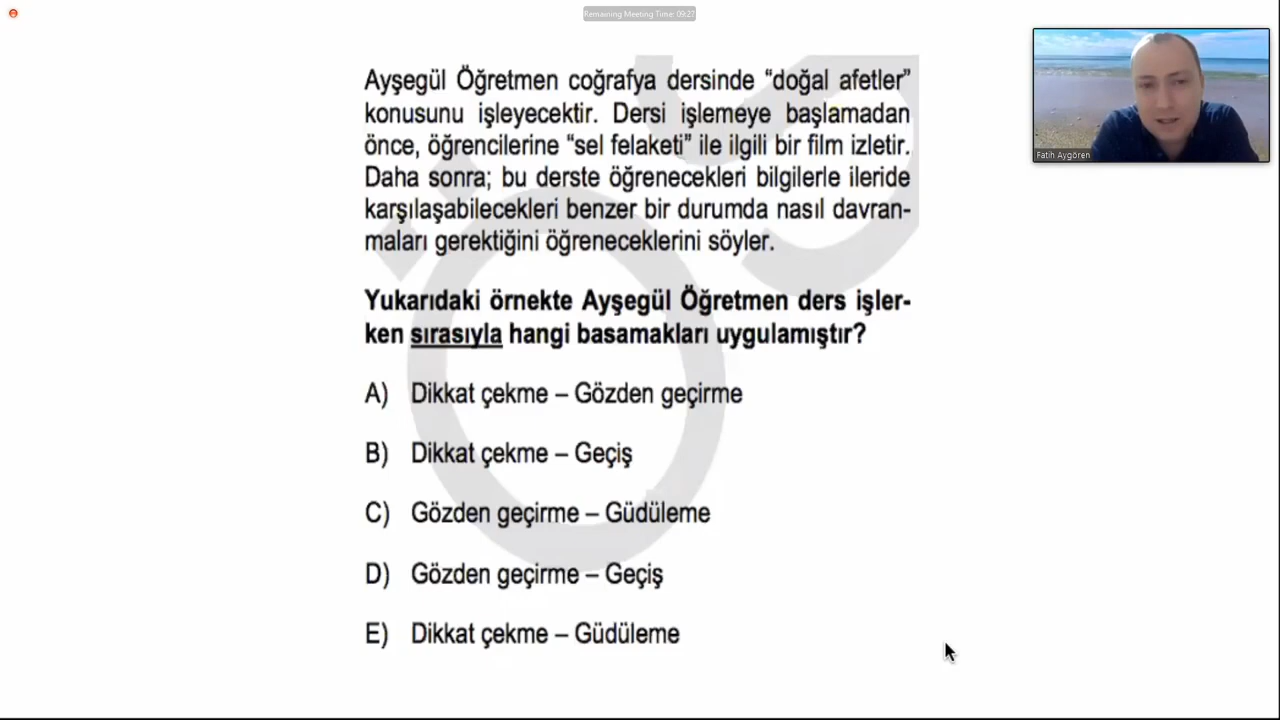 Remaining Meeting Time: 09:27
Ayşegül Öğretmen coğrafya dersinde “doğal afetler”
konusunu işleyecektir. Dersi işlemeye başlamadan
önce, öğrencilerine “sel felaketi” ile ilgili bir film izletir.
Daha sonra; bu derste öğrenecekleri bilgilerle ileride
karşılaşabilecekleri benzer bir durumda nasıl davran-
maları gerektiğini öğreneceklerini söyler.
Yukarıdaki örnekte Ayşegül Öğretmen ders işler-
ken sırasıyla hangi basamakları uygulamıştır?
A) Dikkat çekme – Gözden geçirme
B) Dikkat çekme – Geçiş
C) Gözden geçirme – Güdüleme
D) Gözden geçirme – Geçiş
E) Dikkat çekme – Güdüleme
Fatih Aygören